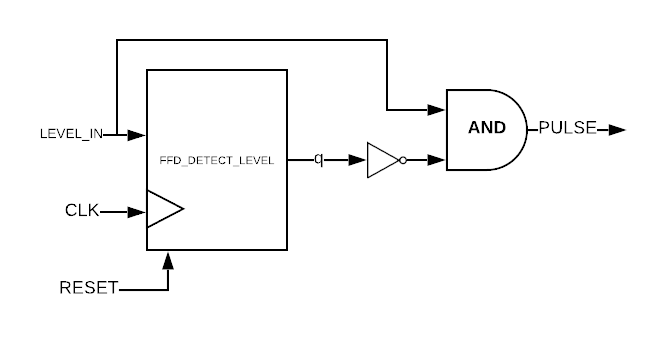 LEVEL_IN
FFD_DETECT_LEVEL
q
AND
PULSE
CLK
RESET